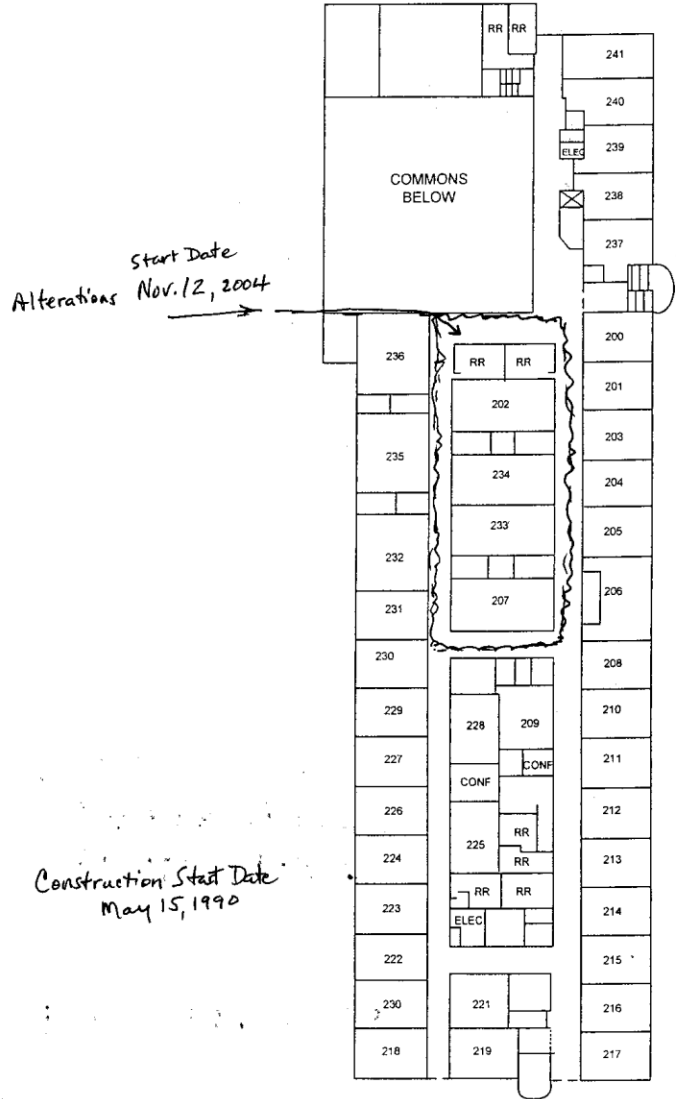 RR RR
241
240
ELEC
239
COMMONS
BELOW
238
237
Start Date
Alterations Nov. 12, 2004
236
RR RR
200
202
201
235
234
203
204
233
205
232
206
231
207
230
208
229
228
209
210
227
CONF
CONF
211
226
225
RR
212
224
RR
213
Construction Start Date
May 15, 1990
223
RR RR
ELEC
214
222
215
230
221
216
218
219
217